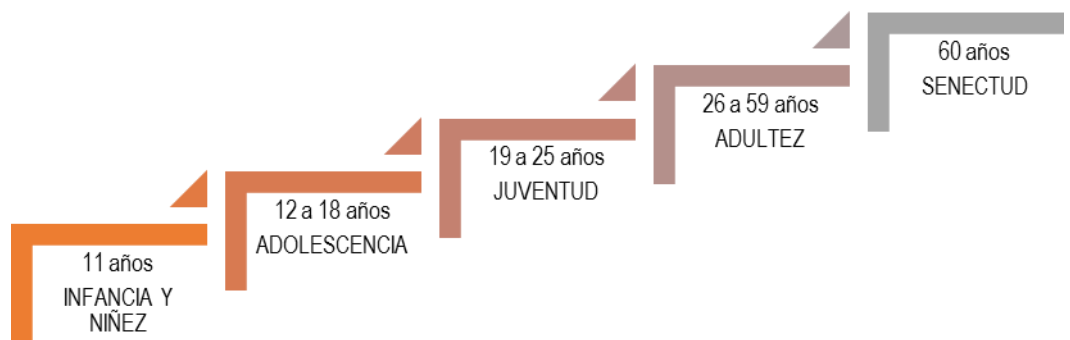 11 años
INFANCIA Y
NIÑEZ
12 a 18 años
ADOLESCENCIA
19 a 25 años
JUVENTUD
26 a 59 años
ADULTEZ
60 años
SENECTUD